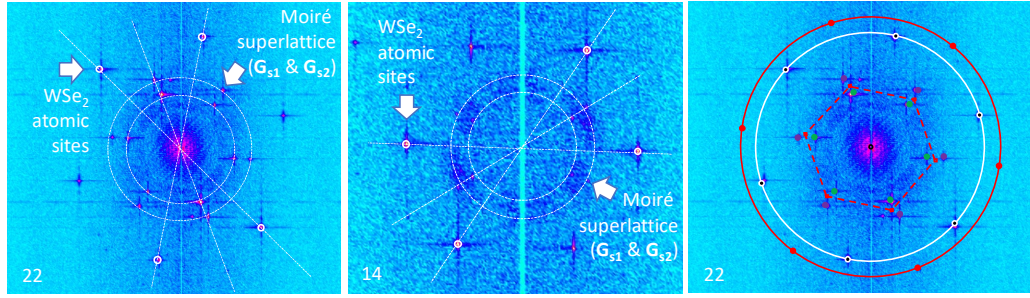 Moiré
superlattice
(Gs1 & Gs2)
WSe2
atomic
sites
22
WSe2
atomic
sites
Moiré
superlattice
(Gs1 & Gs2)
14
22